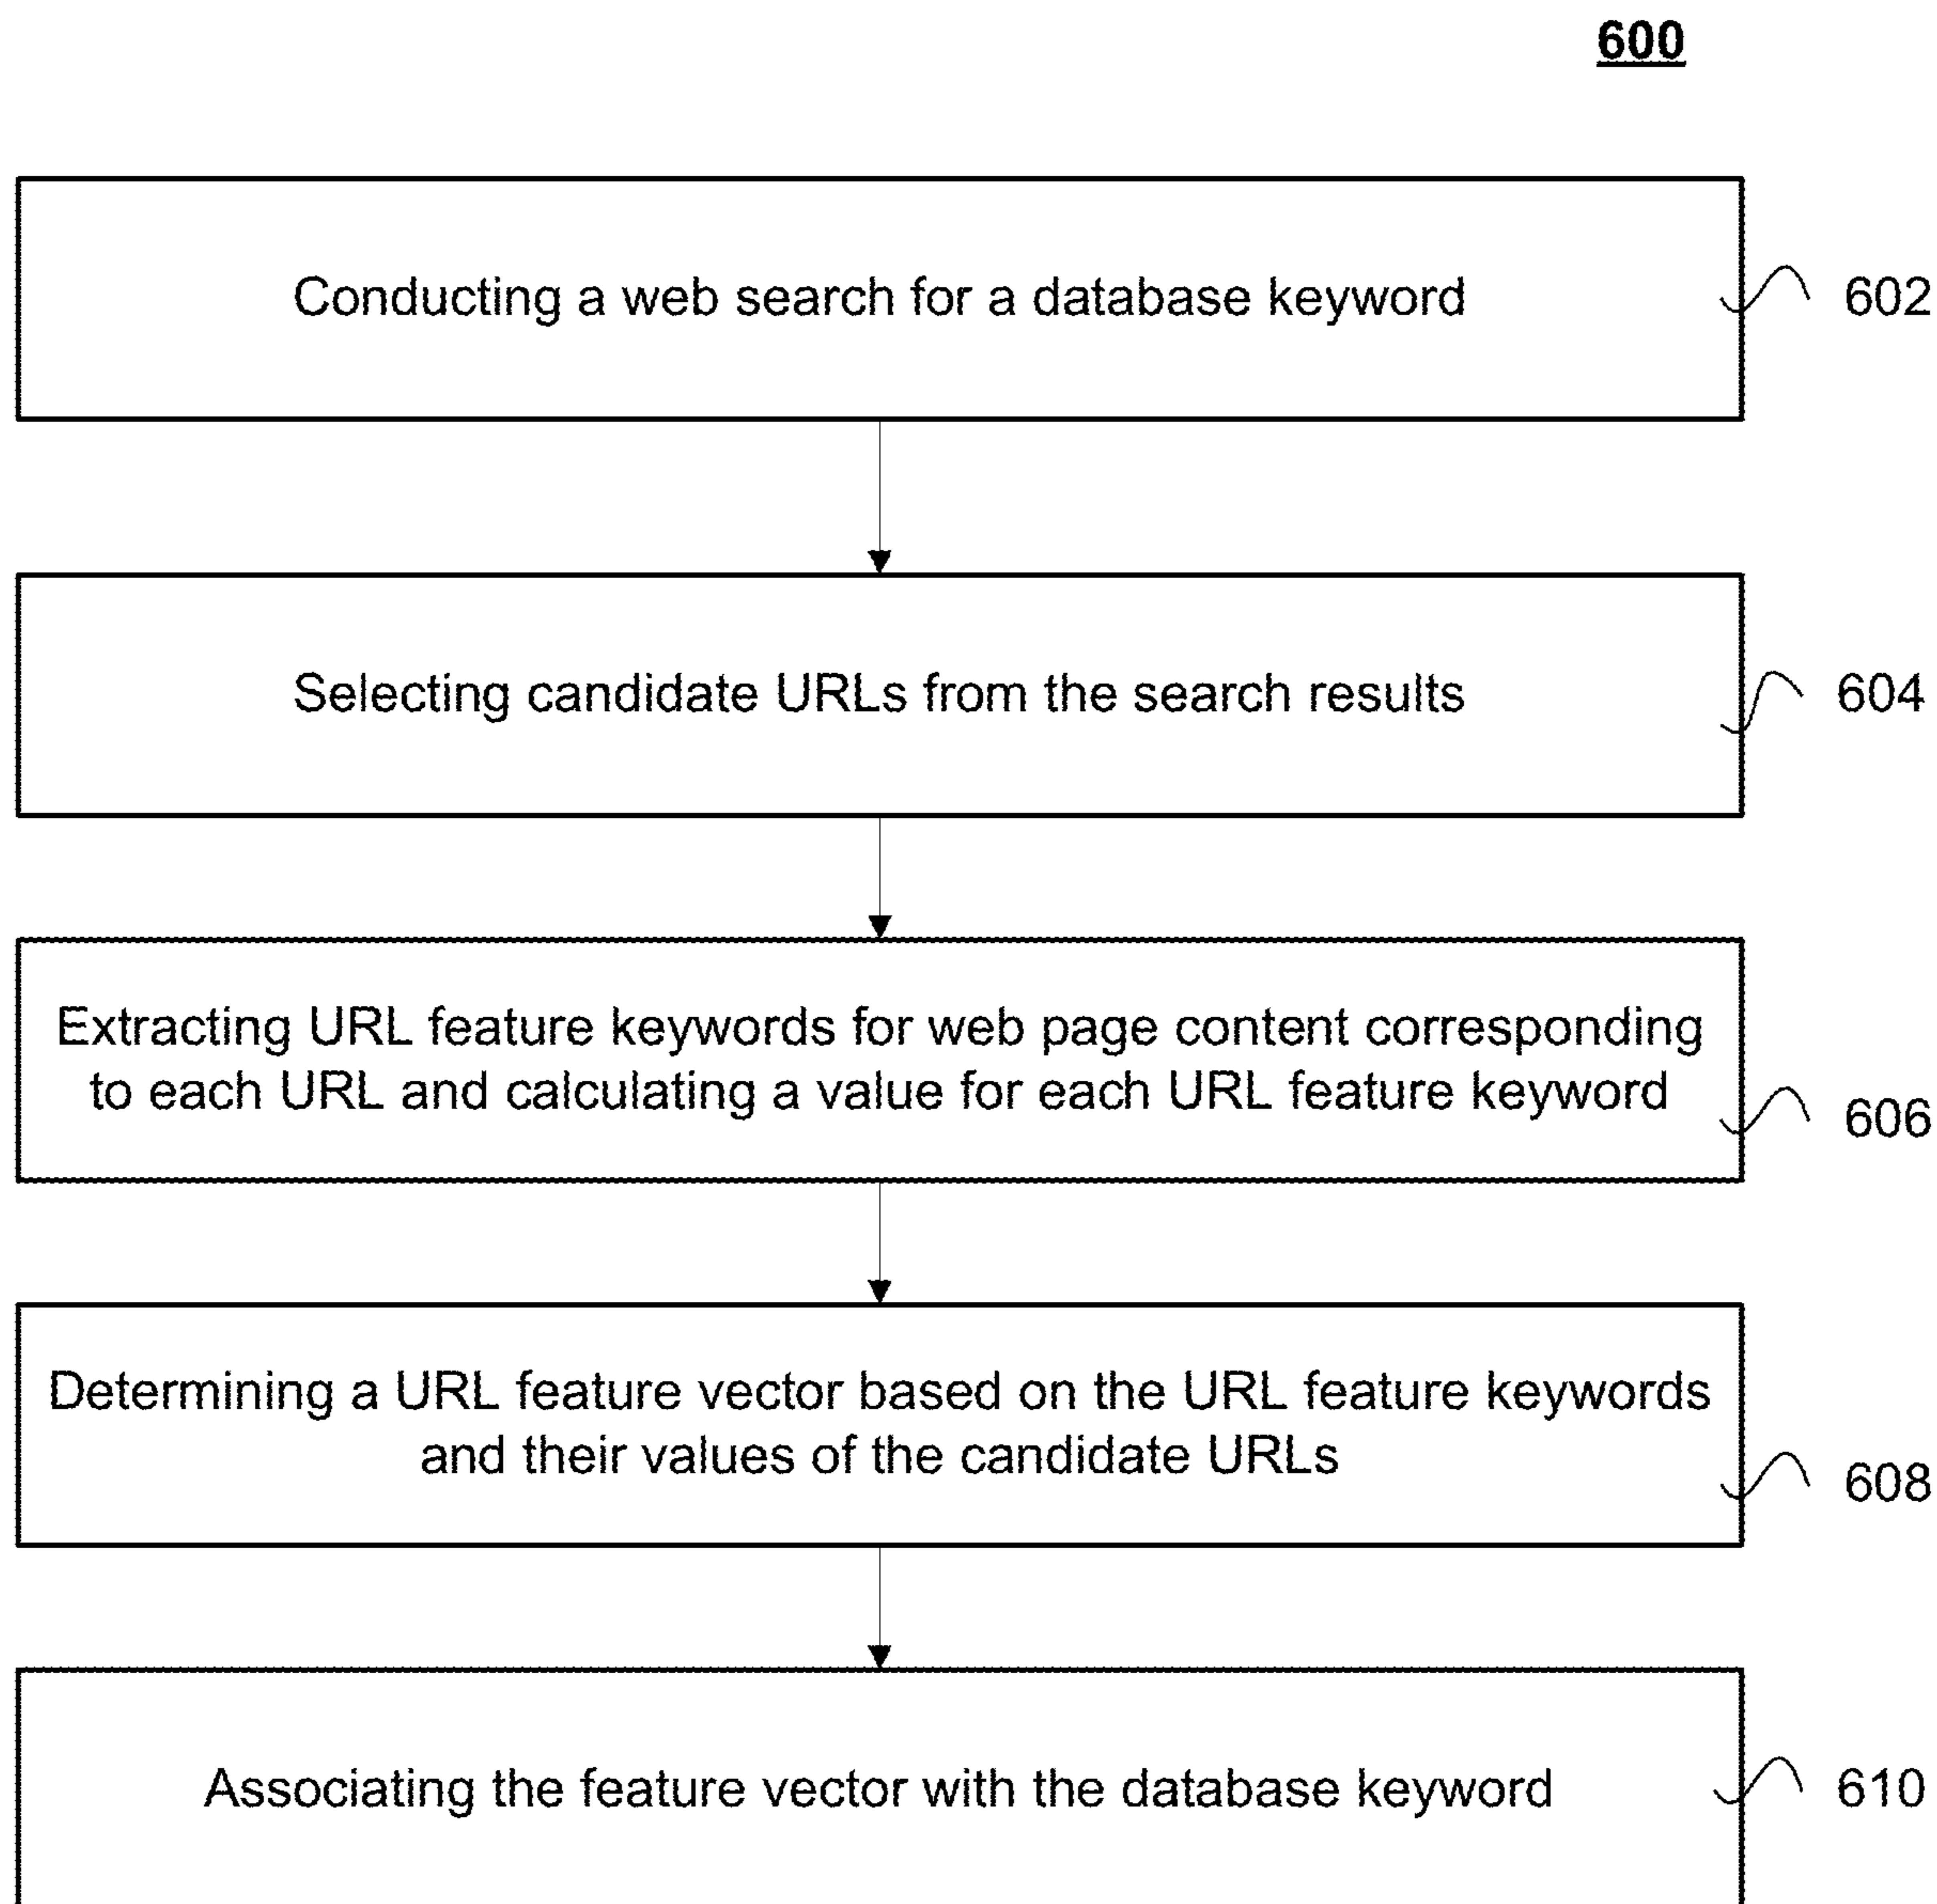 600
Conducting a web search for a database keyword
602
Selecting candidate URLs from the search results
604
Extracting URL feature keywords for web page content corresponding
to each URL and calculating a value for each URL feature keyword
606
Determining a URL feature vector based on the URL feature keywords
and their values of the candidate URLs
608
Associating the feature vector with the database keyword
610